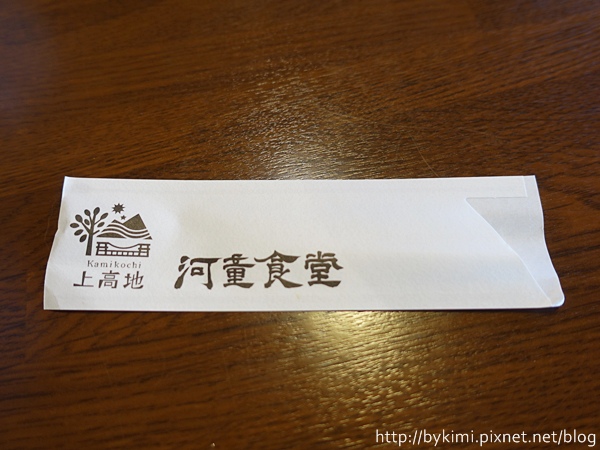 Kamikochi
上高地
河童食堂
http://bykimi.pixnet.net/blog